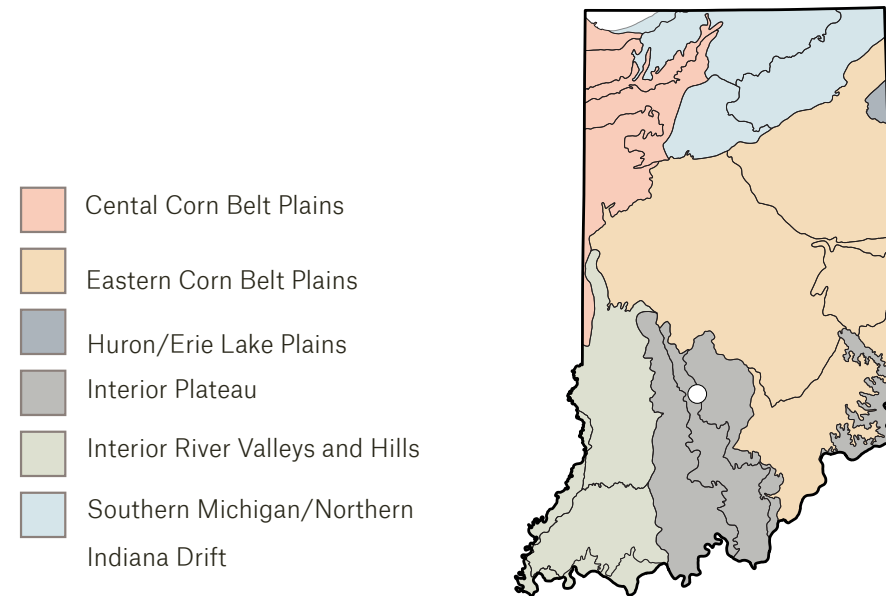 Cental Corn Belt Plains
Eastern Corn Belt Plains
Huron/Erie Lake Plains
Interior Plateau
Interior River Valleys and Hills
Southern Michigan/Northern
Indiana Drift